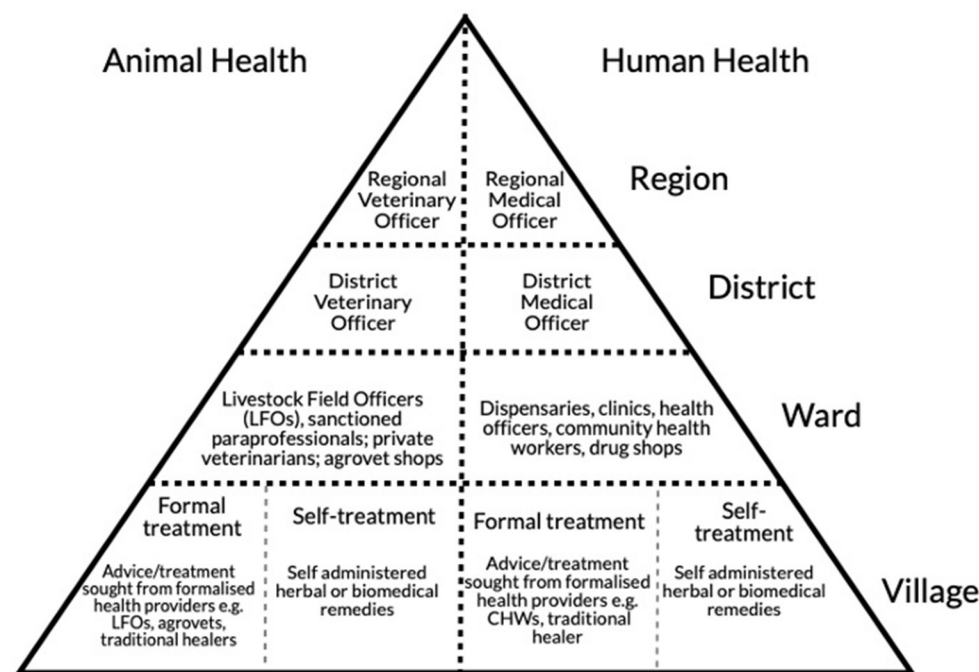 Animal Health
Human Health
Regional
Veterinary
Officer
Regional
Medical
Officer
Region
District
Veterinary
Officer
District
Medical
Officer
District
Livestock Field Officers
(LFOs), sanctioned
paraprofessionals; private
veterinarians; agrovet shops
Dispensaries, clinics, health
officers, community health
workers, drug shops
Ward
Formal
treatment
Advice/treatment
sought from formalised
health providers e.g.
LFOs, agrovets,
traditional healers
Self-treatment
Self administered
herbal or biomedical
remedies
Formal treatment
Advice/treatment
sought from formalised
health providers e.g.
CHWs, traditional
healer
Self-
treatment
Self administered
herbal or biomedical
remedies
Village